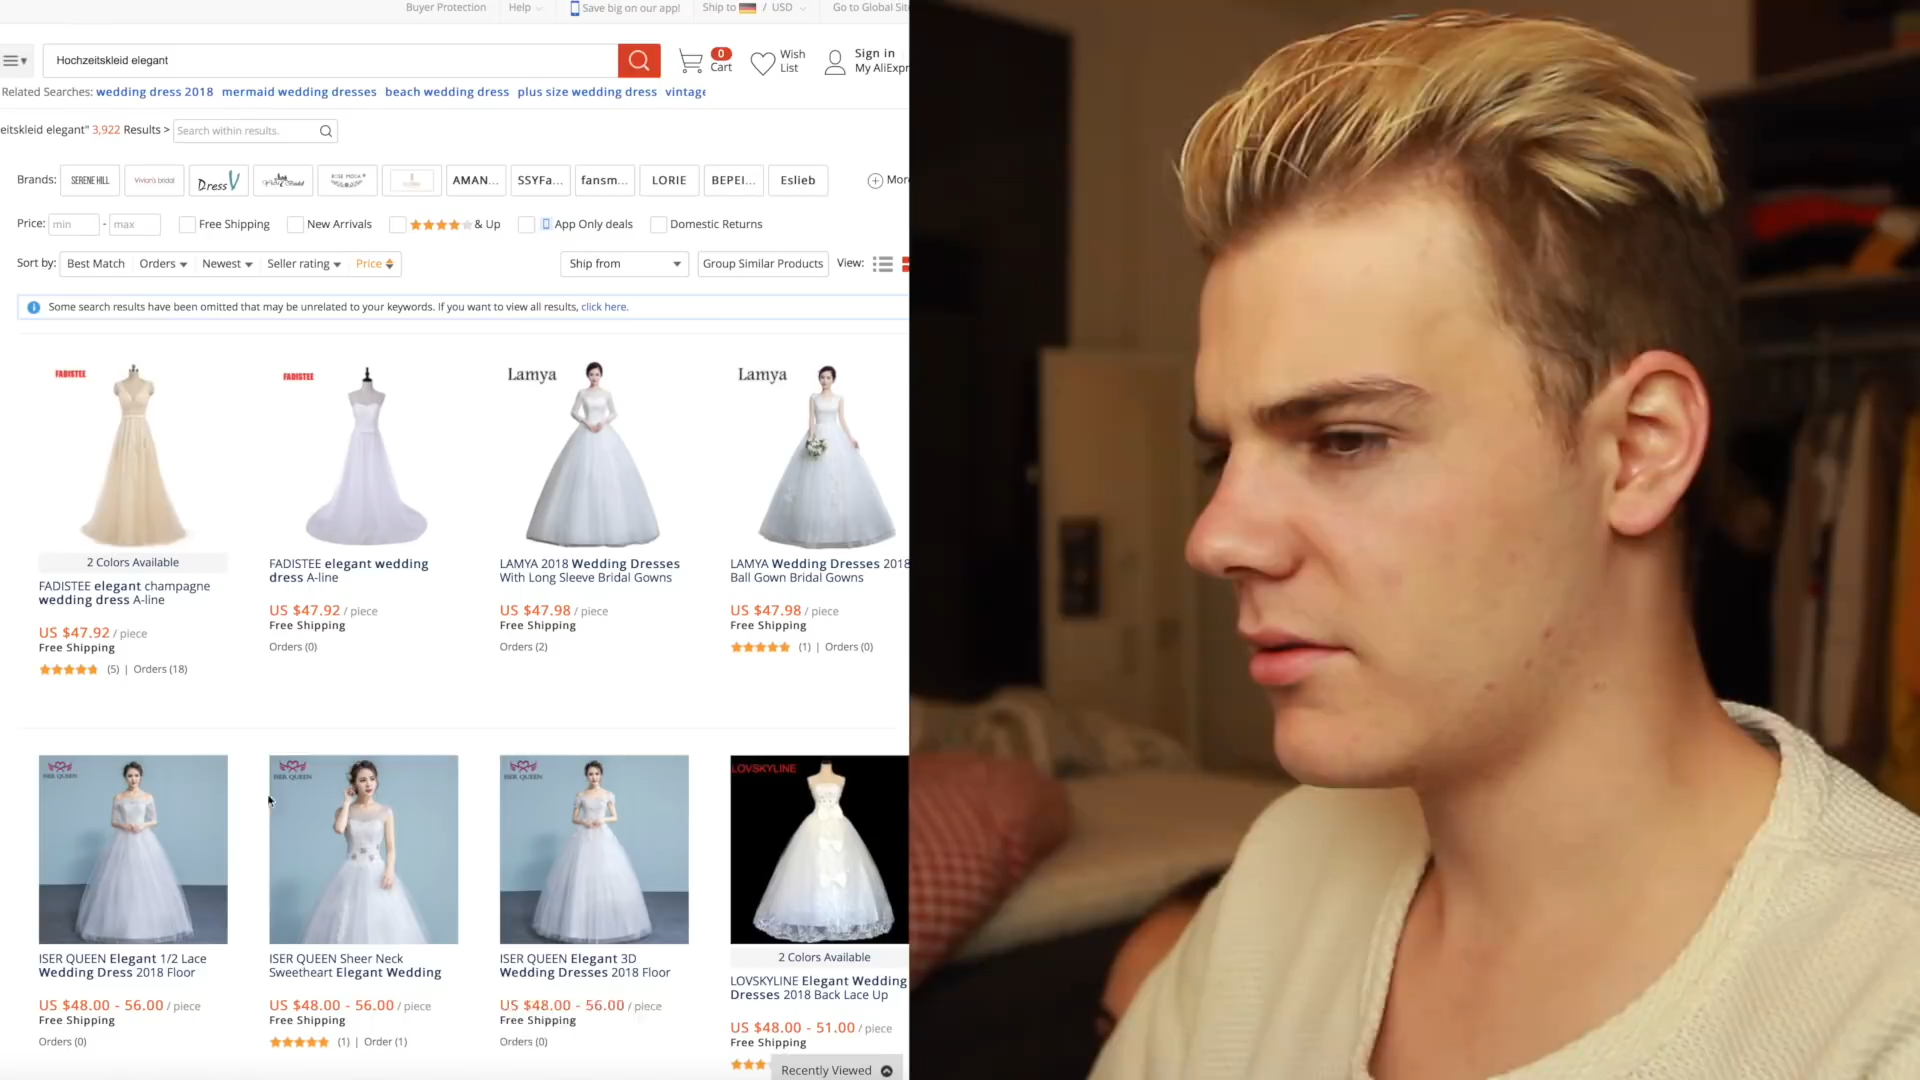 Buyer Protection Help Save big on our app! Ship to / USD Go to Global Sit
Hochzeitskleid elegant
0
Cart
Wish
List
Sign in
My AliExpr
Related Searches: wedding dress 2018 mermaid wedding dresses beach wedding dress plus size wedding dress vintage
eitskleid elegant" 3,922 Results > Search within results.
Brands: SERENE HILL Vivian's bridal Dress V ROSE MODA AMAN... SSYFa... fansm... LORIE BEPEI... Eslieb Mor
Price: min - max Free Shipping New Arrivals & Up App Only deals Domestic Returns
Sort by: Best Match Orders Newest Seller rating Price Ship from Group Similar Products View:
Some search results have been omitted that may be unrelated to your keywords. If you want to view all results, click here.
FADISTEE
2 Colors Available
FADISTEE elegant champagne
wedding dress A-line
US $47.92 / piece
Free Shipping
(5) | Orders (18)
FADISTEE
FADISTEE elegant wedding
dress A-line
US $47.92 / piece
Free Shipping
Orders (0)
Lamya
LAMYA 2018 Wedding Dresses
With Long Sleeve Bridal Gowns
US $47.98 / piece
Free Shipping
Orders (2)
Lamya
LAMYA Wedding Dresses 2018
Ball Gown Bridal Gowns
US $47.98 / piece
Free Shipping
(1) | Orders (0)
ISER QUEEN
ISER QUEEN Elegant 1/2 Lace
Wedding Dress 2018 Floor
US $48.00 - 56.00 / piece
Free Shipping
Orders (0)
ISER QUEEN
ISER QUEEN Sheer Neck
Sweetheart Elegant Wedding
US $48.00 - 56.00 / piece
Free Shipping
(1) | Order (1)
ISER QUEEN
ISER QUEEN Elegant 3D
Wedding Dresses 2018 Floor
US $48.00 - 56.00 / piece
Free Shipping
Orders (0)
LOVSKYLINE
2 Colors Available
LOVSKYLINE Elegant Wedding
Dresses 2018 Back Lace Up
US $48.00 - 51.00 / piece
Free Shipping
Recently Viewed